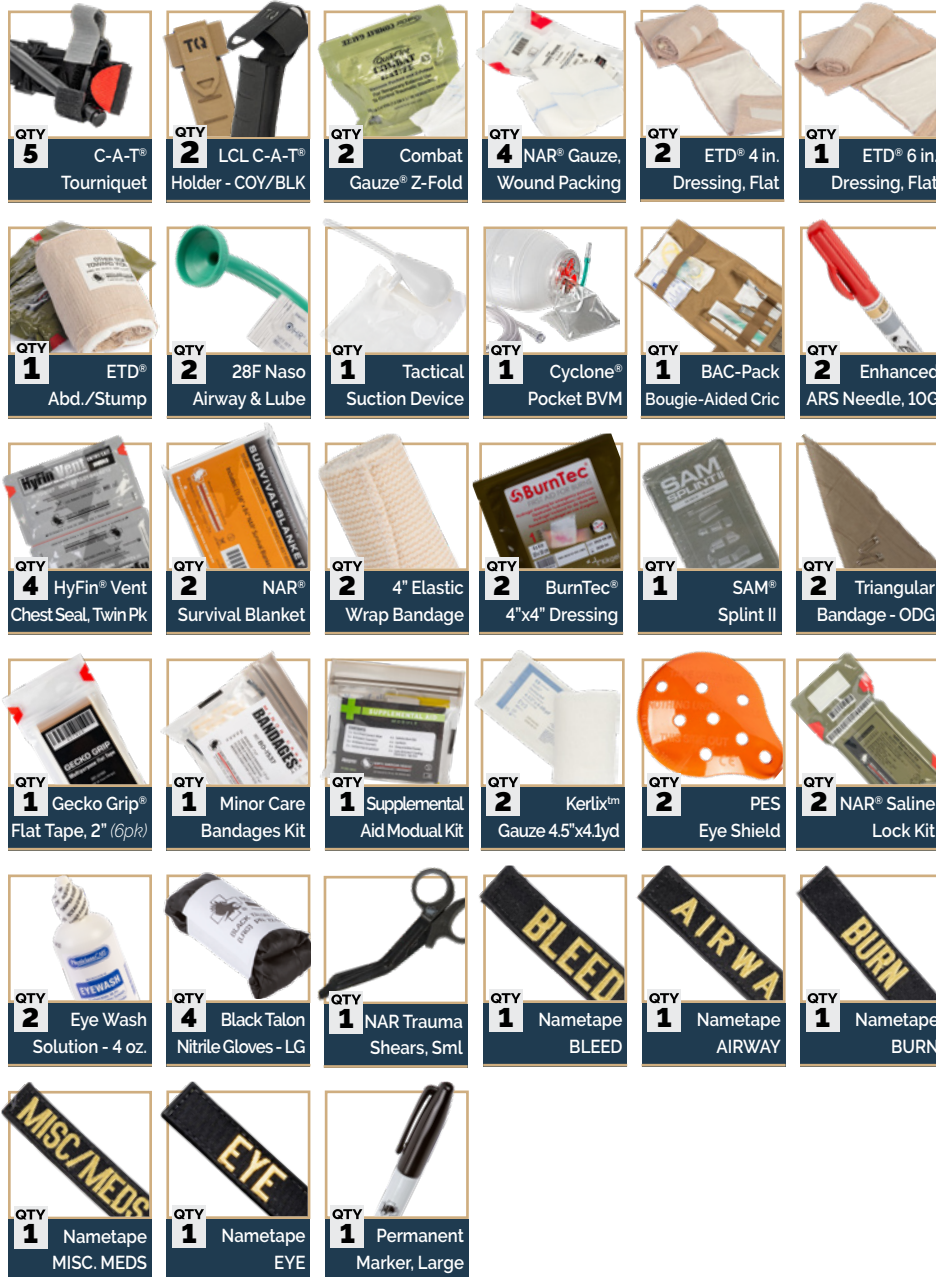 QTY
5
C-A-T®
Tourniquet
TQ
QTY
2
LCL C-A-T®
Holder - COY/BLK
QTY
2
Combat
Gauze® Z-Fold
QTY
4
NAR® Gauze,
Wound Packing
QTY
2
ETD® 4 in.
Dressing, Flat
QTY
1
ETD® 6 in.
Dressing, Flat
QTY
1
ETD®
Abd./Stump
QTY
2
28F Naso
Airway & Lube
QTY
1
Tactical
Suction Device
QTY
1
Cyclone®
Pocket BVM
QTY
1
BAC-Pack
Bougie-Aided Cric
QTY
2
Enhanced
ARS Needle, 10G
HyFin Vent
QTY
4
HyFin® Vent
Chest Seal, Twin Pk
SURVIVAL BLANKET
QTY
2
NAR®
Survival Blanket
QTY
2
4” Elastic
Wrap Bandage
BurnTec
QTY
2
BurnTec®
4”x4” Dressing
SAM
SPLINT II
QTY
1
SAM®
Splint II
QTY
2
Triangular
Bandage - ODG
GECKO GRIP
QTY
1
Gecko Grip®
Flat Tape, 2” (6pk)
BANDAGES
QTY
1
Minor Care
Bandages Kit
SUPPLEMENTAL AID
MODULE
QTY
1
Supplemental
Aid Modual Kit
QTY
2
Kerlix™
Gauze 4.5”x4.1yd
QTY
2
PES
Eye Shield
QTY
2
NAR® Saline
Lock Kit
EYEWASH
QTY
2
Eye Wash
Solution - 4 oz.
QTY
4
Black Talon
Nitrile Gloves - LG
QTY
1
NAR Trauma
Shears, Sml
BLEED
QTY
1
Nametape
BLEED
AIRWA
QTY
1
Nametape
AIRWAY
BURN
QTY
1
Nametape
BURN
MISC/MEDS
QTY
1
Nametape
MISC. MEDS
EYE
QTY
1
Nametape
EYE
QTY
1
Permanent
Marker, Large